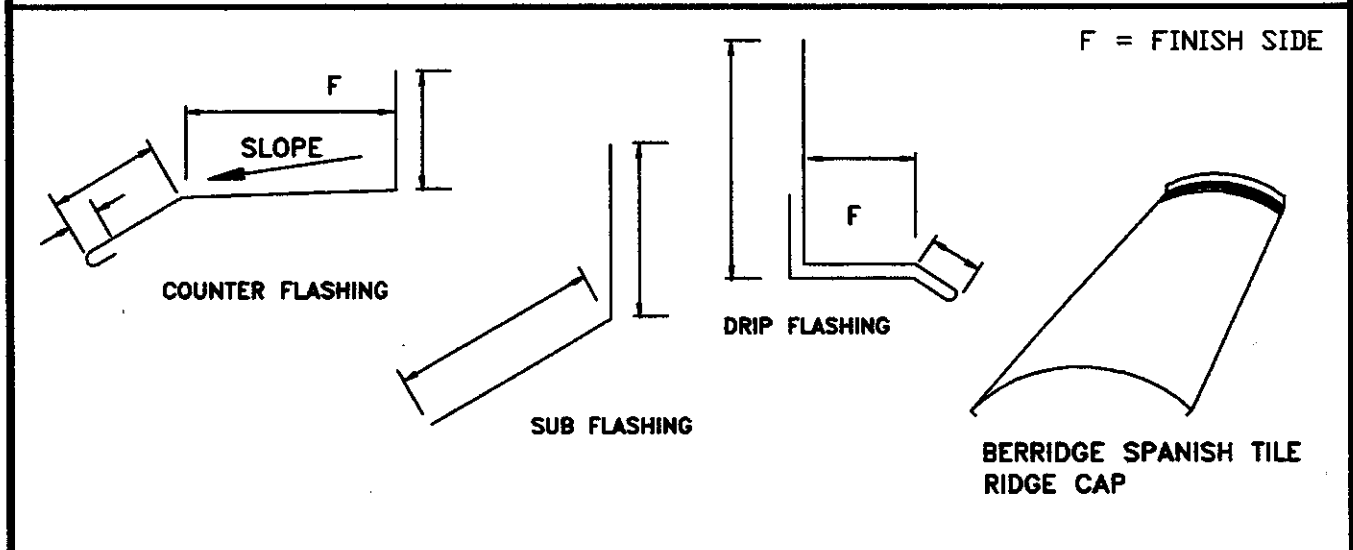 F = FINISH SIDE
F
SLOPE
COUNTER FLASHING
SUB FLASHING
F
DRIP FLASHING
BERRIDGE SPANISH TILE
RIDGE CAP